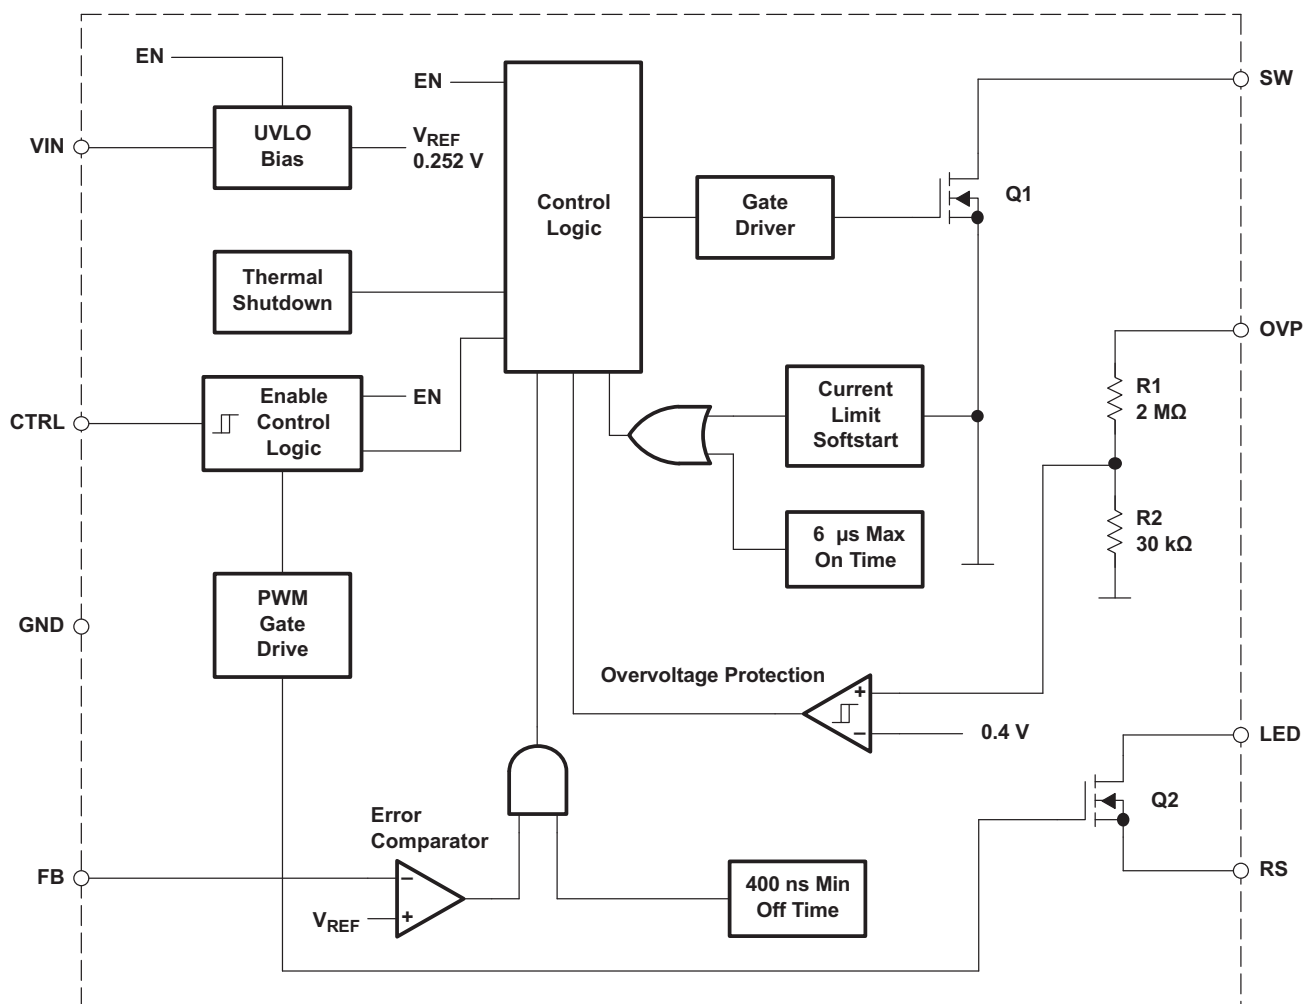 EN
EN
SW
UVLO
Bias
VIN
VREF
0.252 V
Control
Logic
Gate
Driver
Q1
Thermal
Shutdown
OVP
R1
2 MΩ
Enable
Control
Logic
EN
CTRL
Current
Limit
Softstart
R2
30 kΩ
6 µs Max
On Time
PWM
Gate
Drive
GND
Overvoltage Protection
+
−
0.4 V
LED
Q2
Error
Comparator
FB
−
+
VREF
400 ns Min
Off Time
RS